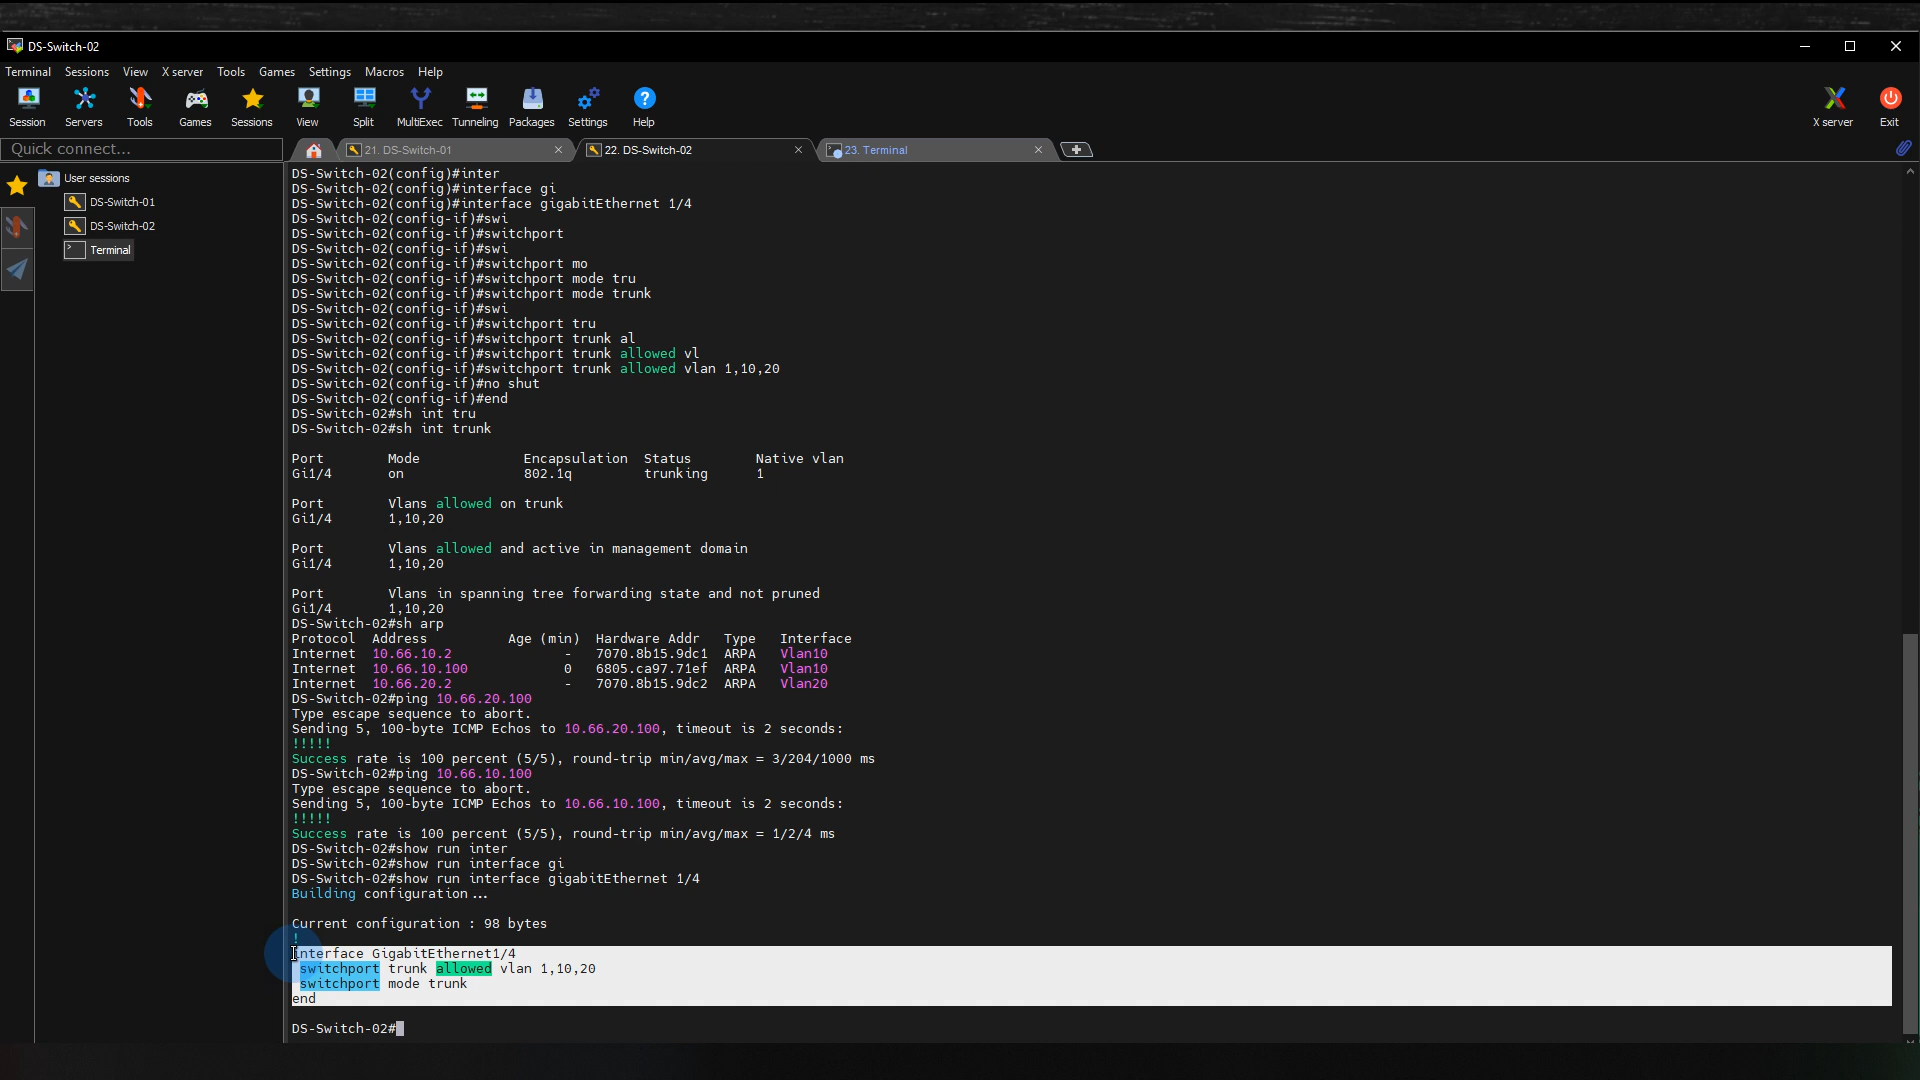 DS-Switch-02
Terminal Sessions View X server Tools Games Settings Macros Help
Session Servers Tools Games Sessions View Split MultiExec Tunneling Packages Settings Help X server Exit
Quick connect...
21. DS-Switch-01
22. DS-Switch-02
23. Terminal
User sessions
DS-Switch-01
DS-Switch-02
Terminal
DS-Switch-02(config)#inter
DS-Switch-02(config)#interface gi
DS-Switch-02(config)#interface gigabitEthernet 1/4
DS-Switch-02(config-if)#swi
DS-Switch-02(config-if)#switchport
DS-Switch-02(config-if)#swi
DS-Switch-02(config-if)#switchport mo
DS-Switch-02(config-if)#switchport mode tru
DS-Switch-02(config-if)#switchport mode trunk
DS-Switch-02(config-if)#swi
DS-Switch-02(config-if)#switchport tru
DS-Switch-02(config-if)#switchport trunk al
DS-Switch-02(config-if)#switchport trunk allowed vl
DS-Switch-02(config-if)#switchport trunk allowed vlan 1,10,20
DS-Switch-02(config-if)#no shut
DS-Switch-02(config-if)#end
DS-Switch-02#sh int tru
DS-Switch-02#sh int trunk
Port Mode Encapsulation Status Native vlan
Gi1/4 on 802.1q trunking 1
Port Vlans allowed on trunk
Gi1/4 1,10,20
Port Vlans allowed and active in management domain
Gi1/4 1,10,20
Port Vlans in spanning tree forwarding state and not pruned
Gi1/4 1,10,20
DS-Switch-02#sh arp
Protocol Address Age (min) Hardware Addr Type Interface
Internet 10.66.10.2 - 7070.8b15.9dc1 ARPA Vlan10
Internet 10.66.10.100 0 6805.ca97.71ef ARPA Vlan10
Internet 10.66.20.2 - 7070.8b15.9dc2 ARPA Vlan20
DS-Switch-02#ping 10.66.20.100
Type escape sequence to abort.
Sending 5, 100-byte ICMP Echos to 10.66.20.100, timeout is 2 seconds:
!!!!!
Success rate is 100 percent (5/5), round-trip min/avg/max = 3/204/1000 ms
DS-Switch-02#ping 10.66.10.100
Type escape sequence to abort.
Sending 5, 100-byte ICMP Echos to 10.66.10.100, timeout is 2 seconds:
!!!!!
Success rate is 100 percent (5/5), round-trip min/avg/max = 1/2/4 ms
DS-Switch-02#show run inter
DS-Switch-02#show run interface gi
DS-Switch-02#show run interface gigabitEthernet 1/4
Building configuration...
Current configuration : 98 bytes
!
interface GigabitEthernet1/4
switchport trunk allowed vlan 1,10,20
switchport mode trunk
end
DS-Switch-02#